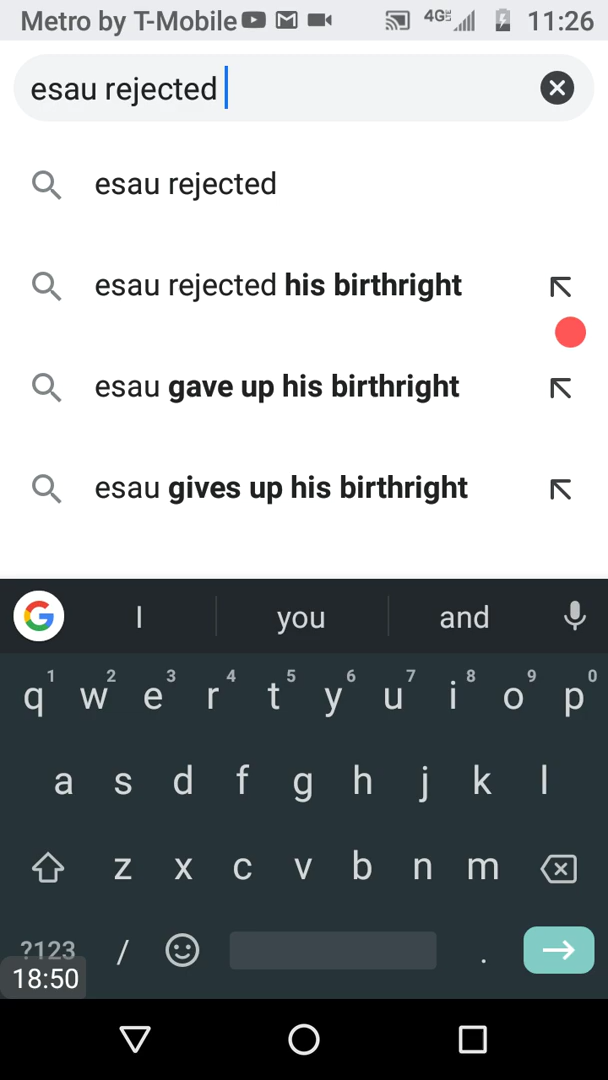 Metro by T-Mobile 4GE 11:26
esau rejected
esau rejected
esau rejected his birthright
esau gave up his birthright
esau gives up his birthright
G I you and
1 2 3 4 5 6 7 8 9 0
q w e r t y u i o p
a s d f g h j k l
z x c v b n m
?123 / .
18:50